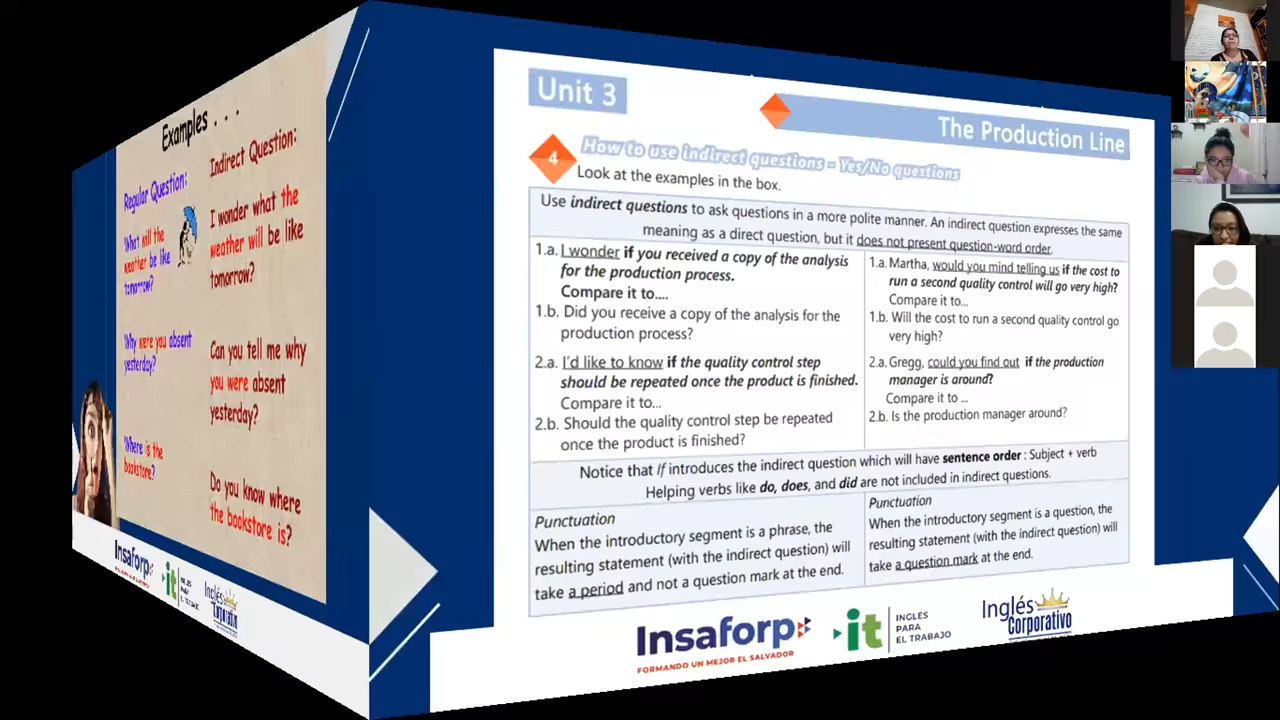 Examples . . .
Regular Question:
Indirect Question:
What will the
weather be like
tomorrow?
I wonder what the
weather will be like
tomorrow?
Why were you absent
yesterday?
Can you tell me why
you were absent
yesterday?
Where is the
bookstore?
Do you know where
the bookstore is?
Insaforp
it
INGLÉS
PARA
EL TRABAJO
Inglés
Corporativo
Unit 3
The Production Line
4
How to use indirect questions - Yes/No questions
Look at the examples in the box.
Use indirect questions to ask questions in a more polite manner. An indirect question expresses the same
meaning as a direct question, but it does not present question-word order.
1.a. I wonder if you received a copy of the analysis
for the production process.
Compare it to....
1.b. Did you receive a copy of the analysis for the
production process?
2.a. I'd like to know if the quality control step
should be repeated once the product is finished.
Compare it to...
2.b. Should the quality control step be repeated
once the product is finished?
1.a. Martha, would you mind telling us if the cost to
run a second quality control will go very high?
Compare it to...
1.b. Will the cost to run a second quality control go
very high?
2.a. Gregg, could you find out if the production
manager is around?
Compare it to ...
2.b. Is the production manager around?
Notice that If introduces the indirect question which will have sentence order : Subject + verb
Helping verbs like do, does, and did are not included in indirect questions.
Punctuation
When the introductory segment is a phrase, the
resulting statement (with the indirect question) will
take a period and not a question mark at the end.
Punctuation
When the introductory segment is a question, the
resulting statement (with the indirect question) will
take a question mark at the end.
Insaforp
FORMANDO UN MEJOR EL SALVADOR
it
INGLÉS
PARA
EL TRABAJO
Inglés
Corporativo